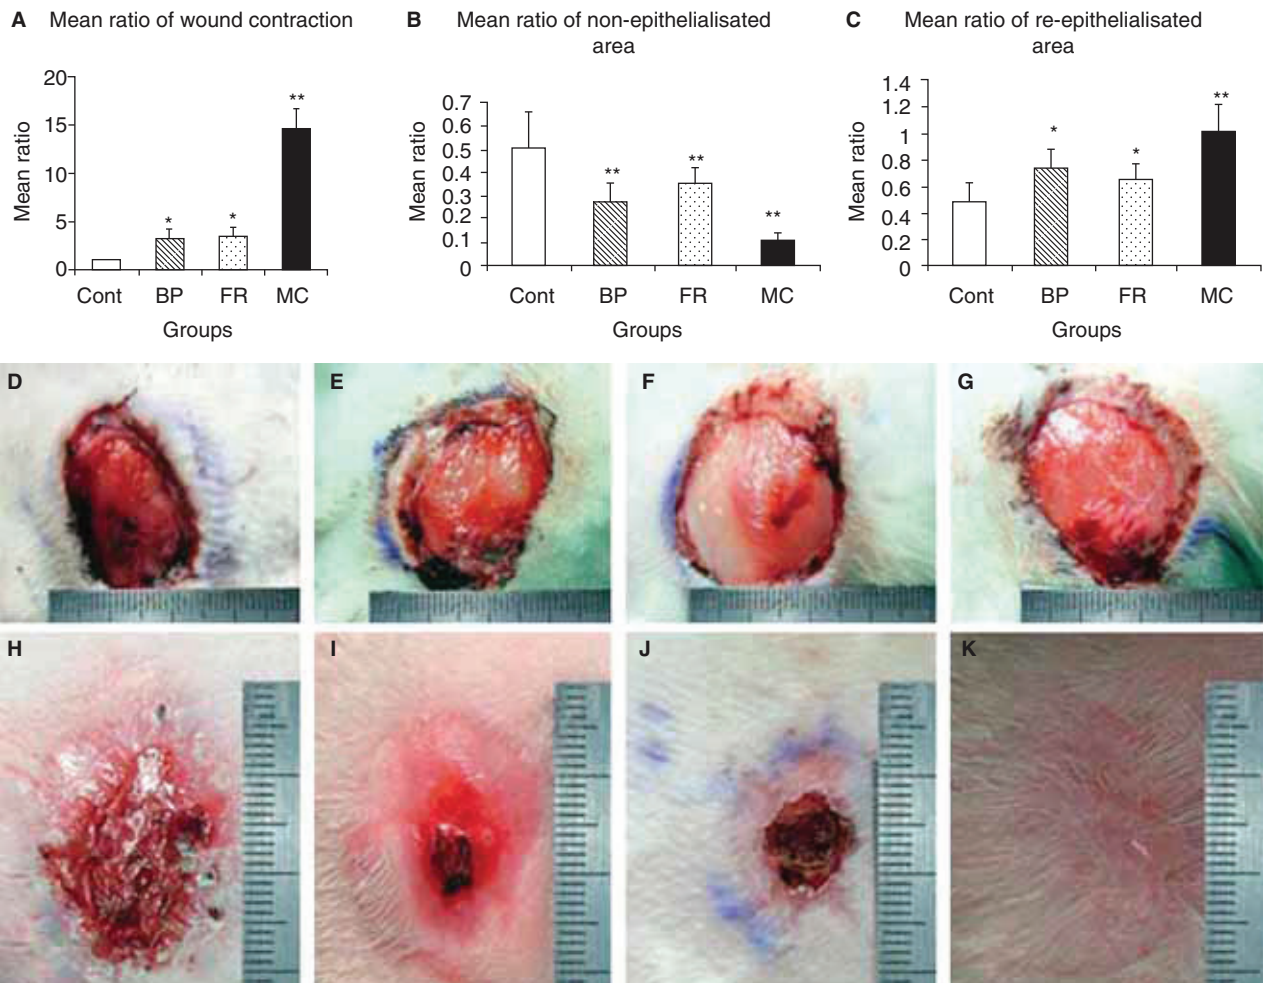 A Mean ratio of wound contraction
20
15
10
5
0
Mean ratio
*
*
**
Cont BP FR MC
Groups
B Mean ratio of non-epithelialisated
area
0.7
0.6
0.5
0.4
0.3
0.2
0.1
0
Mean ratio
**
**
**
Cont BP FR MC
Groups
C Mean ratio of re-epithelialisated
area
1.4
1.2
1
0.8
0.6
0.4
0.2
0
Mean ratio
*
*
**
Cont BP FR MC
Groups
D
E
F
G
H
I
J
K